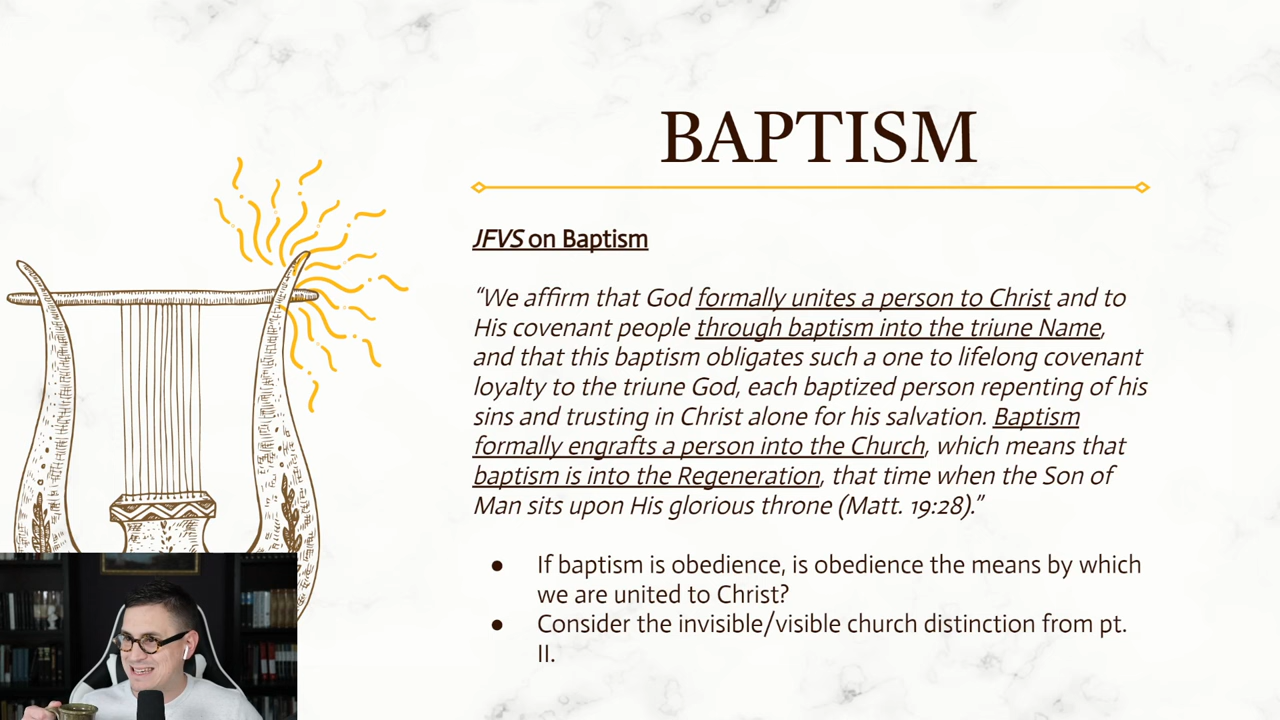 BAPTISM
JFVS on Baptism
“We affirm that God formally unites a person to Christ and to
His covenant people through baptism into the triune Name,
and that this baptism obligates such a one to lifelong covenant
loyalty to the triune God, each baptized person repenting of his
sins and trusting in Christ alone for his salvation. Baptism
formally engrafts a person into the Church, which means that
baptism is into the Regeneration, that time when the Son of
Man sits upon His glorious throne (Matt. 19:28).”
● If baptism is obedience, is obedience the means by which
we are united to Christ?
● Consider the invisible/visible church distinction from pt.
II.